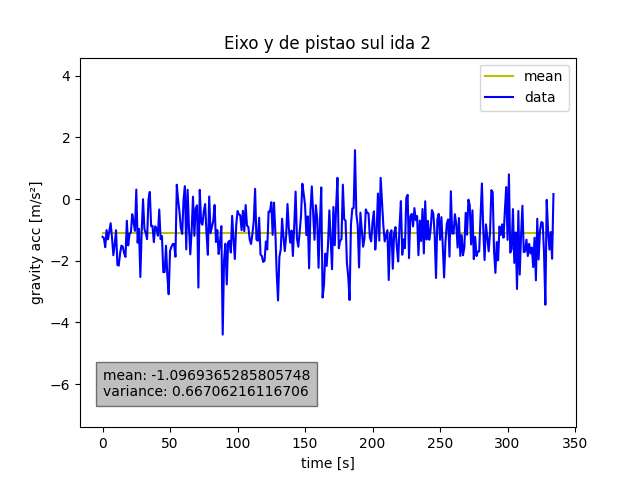 Eixo y de pistao sul ida 2
mean
data
4
2
0
−2
−4
−6
gravity acc [m/s²]
mean: -1.0969365285805748
variance: 0.66706216116706
0 50 100 150 200 250 300 350
time [s]